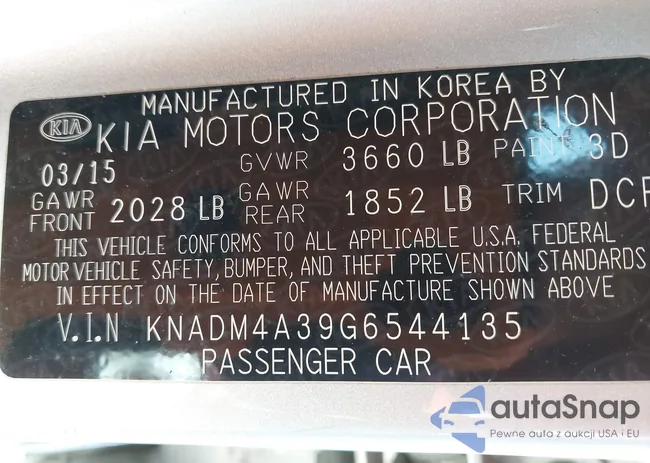 MANUFACTURED IN KOREA BY
KIA KIA MOTORS CORPORATION
03/15 GVWR 3660 LB PAINT 3D
GAWR FRONT 2028 LB GAWR REAR 1852 LB TRIM DCF
THIS VEHICLE CONFORMS TO ALL APPLICABLE U.S.A. FEDERAL
MOTOR VEHICLE SAFETY, BUMPER, AND THEFT PREVENTION STANDARDS
IN EFFECT ON THE DATE OF MANUFACTURE SHOWN ABOVE
V.I.N KNADM4A39G6544135
PASSENGER CAR
autaSnap
Pewne auta z aukcji USA i EU